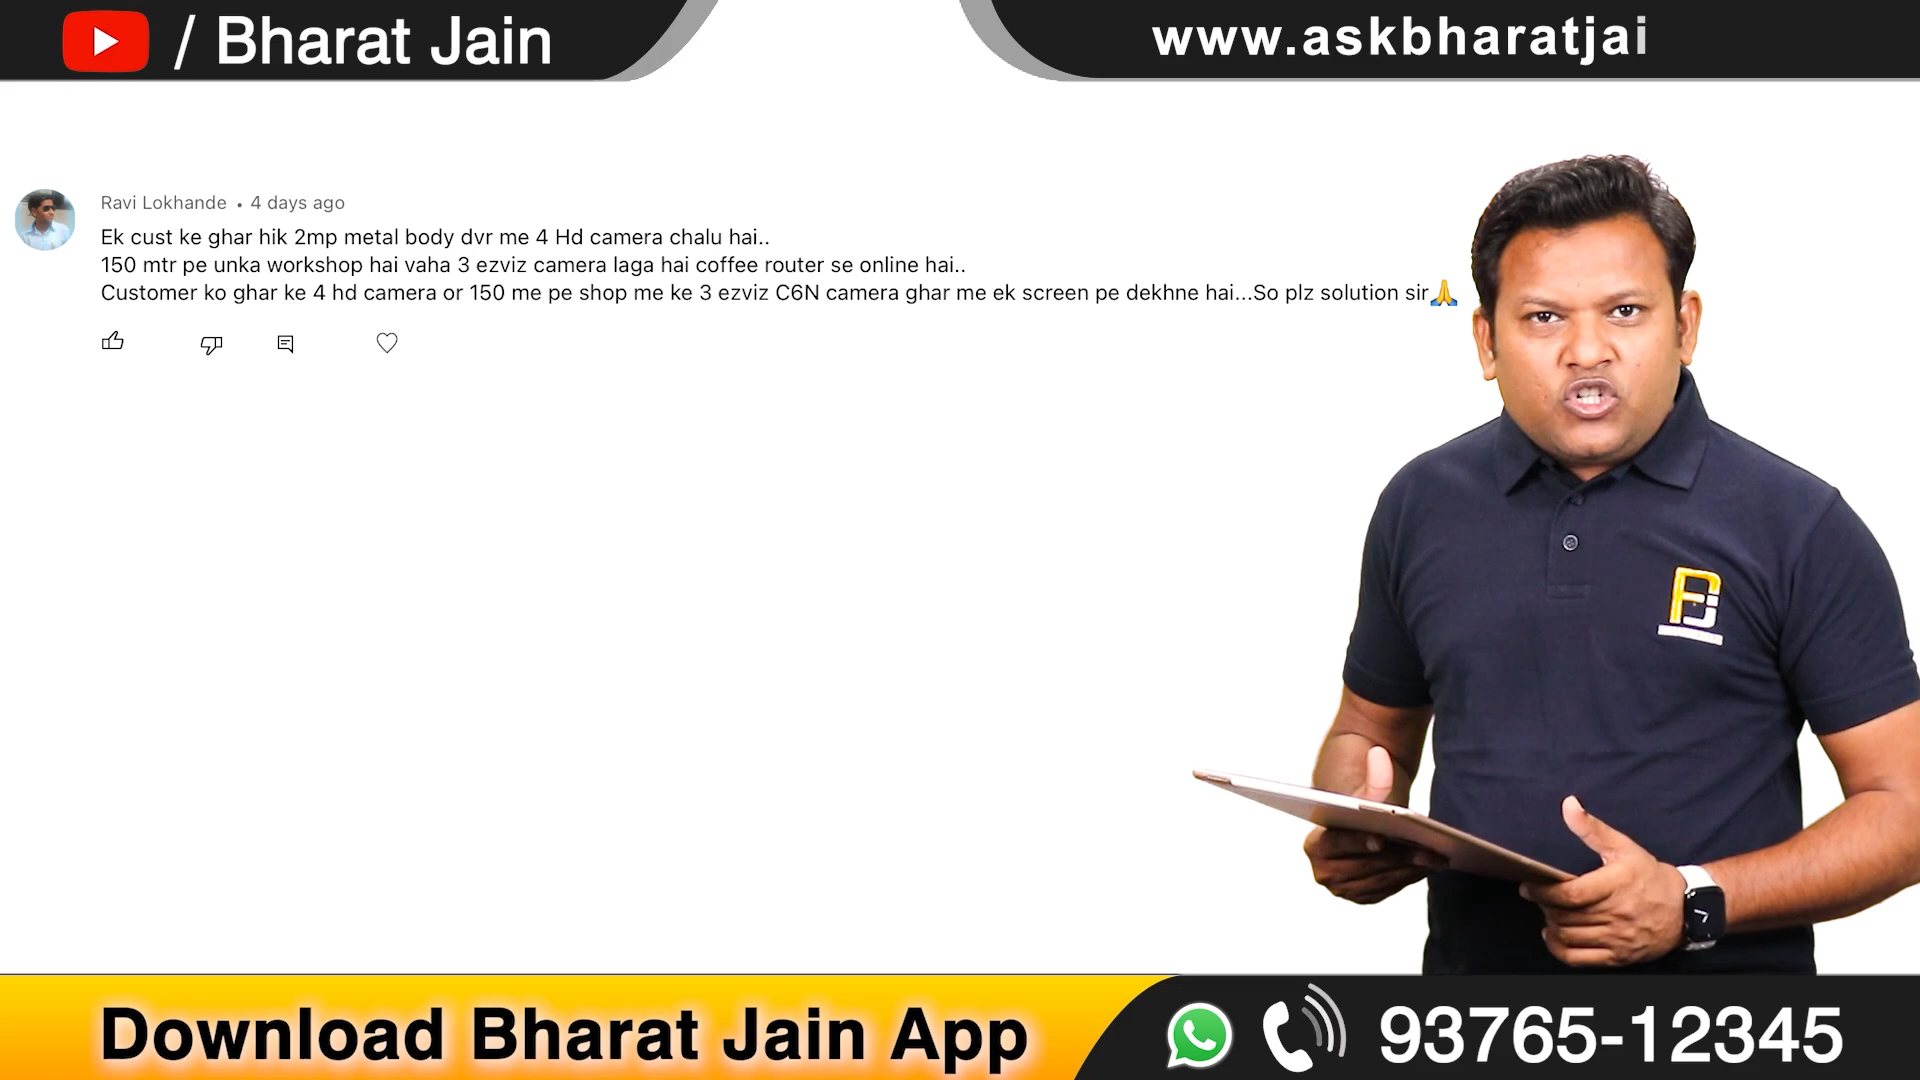 / Bharat Jain
www.askbharatjai
Ravi Lokhande • 4 days ago
Ek cust ke ghar hik 2mp metal body dvr me 4 Hd camera chalu hai..
150 mtr pe unka workshop hai vaha 3 ezviz camera laga hai coffee router se online hai..
Customer ko ghar ke 4 hd camera or 150 me pe shop me ke 3 ezviz C6N camera ghar me ek screen pe dekhne hai...So plz solution sir🙏
Download Bharat Jain App
93765-12345